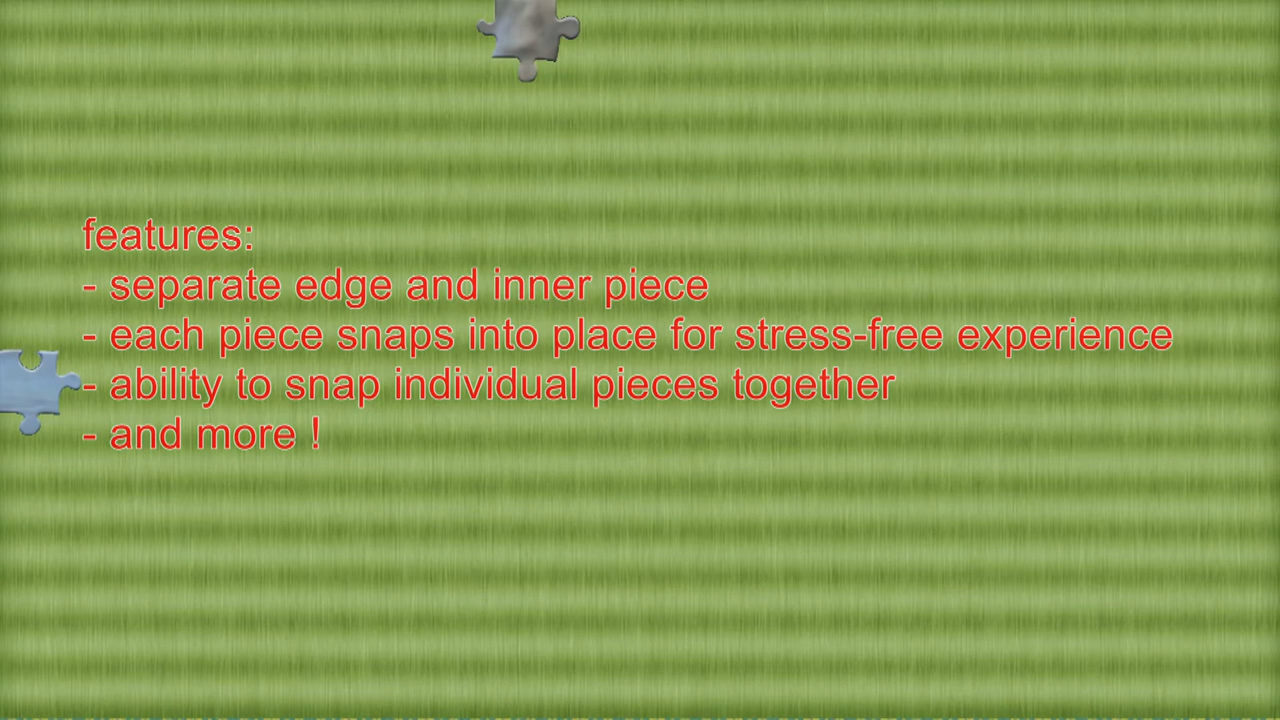 features:
- separate edge and inner piece
- each piece snaps into place for stress-free experience
- ability to snap individual pieces together
- and more !